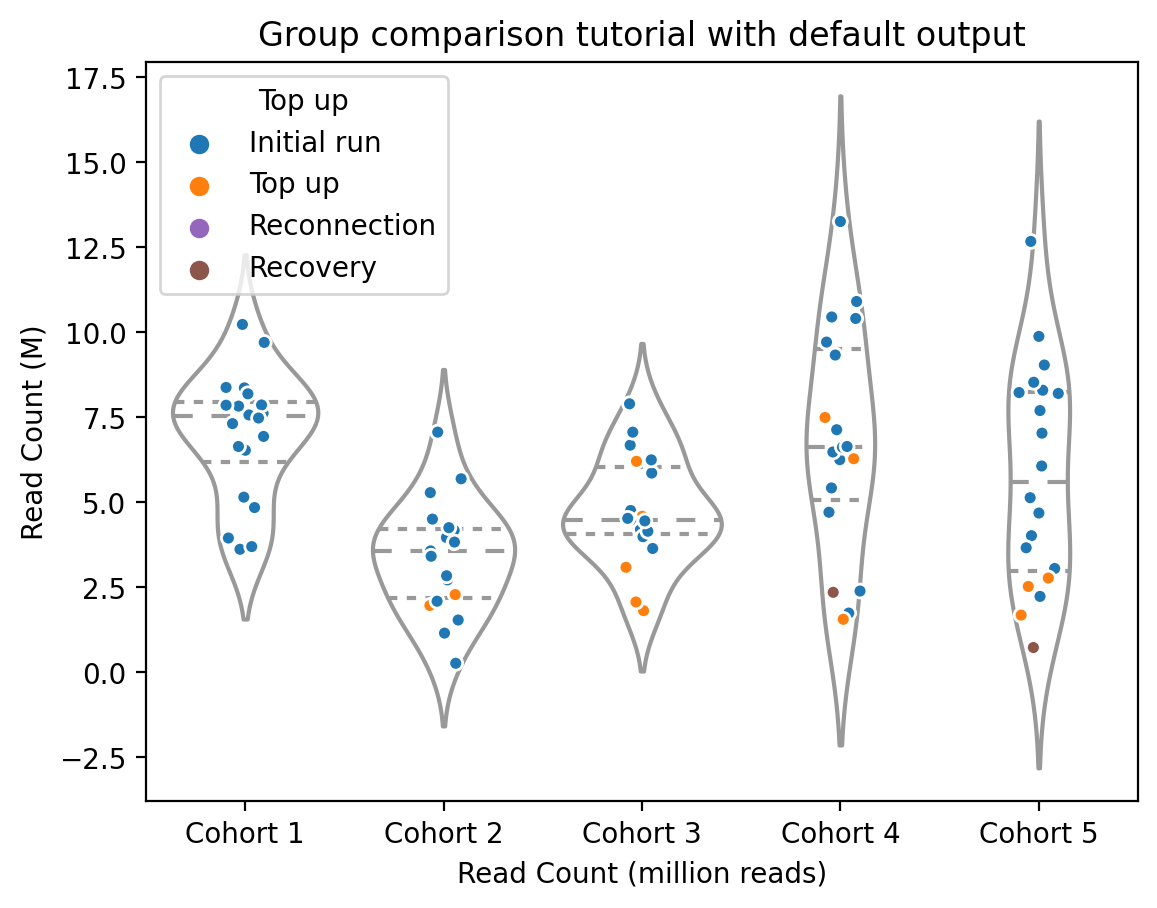 Group comparison tutorial with default output
Read Count (M)
17.5
15.0
12.5
10.0
7.5
5.0
2.5
0.0
−2.5
Top up
Initial run
Top up
Reconnection
Recovery
Cohort 1
Cohort 2
Cohort 3
Cohort 4
Cohort 5
Read Count (million reads)